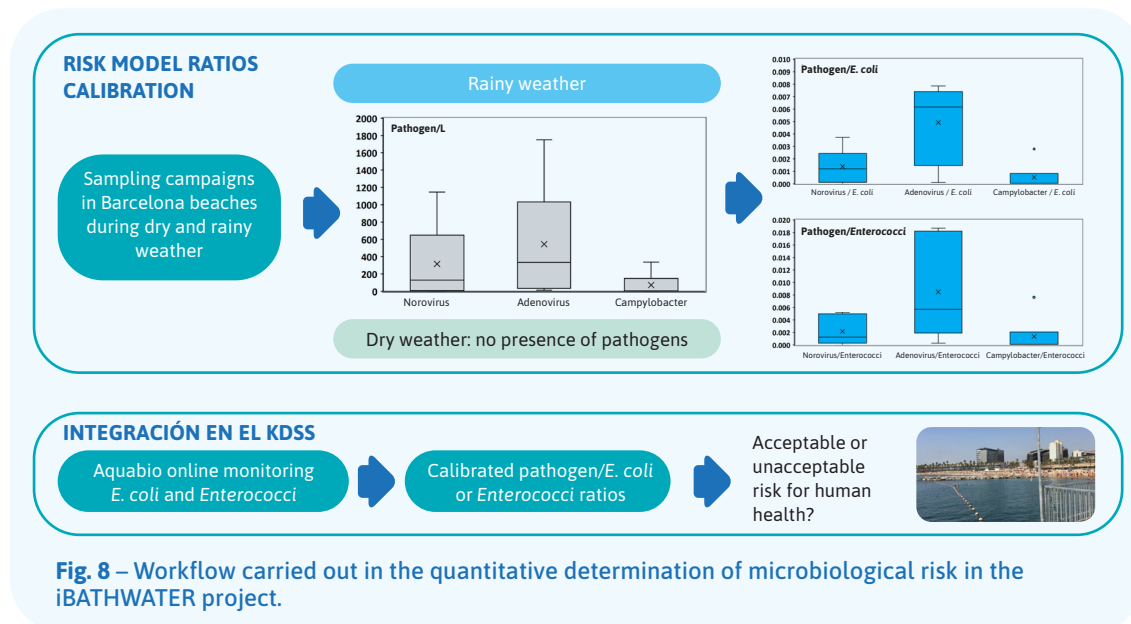 RISK MODEL RATIOS
CALIBRATION
Sampling campaigns
in Barcelona beaches
during dry and rainy
weather
Rainy weather
Pathogen/L
2000
1800
1600
1400
1200
1000
800
600
400
200
0
Norovirus
Adenovirus
Campylobacter
Dry weather: no presence of pathogens
Pathogen/E. coli
0.010
0.009
0.008
0.007
0.006
0.005
0.004
0.003
0.002
0.001
0.000
Norovirus / E. coli
Adenovirus / E. coli
Campylobacter / E. coli
Pathogen/Enterococci
0.020
0.018
0.016
0.014
0.012
0.010
0.008
0.006
0.004
0.002
0.000
Norovirus/Enterococci
Adenovirus/Enterococci
Campylobacter/Enterococci
INTEGRACIÓN EN EL KDSS
Aquabio online monitoring
E. coli and Enterococci
Calibrated pathogen/E. coli
or Enterococci ratios
Acceptable or
unacceptable
risk for human
health?
Fig. 8 – Workflow carried out in the quantitative determination of microbiological risk in the
iBATHWATER project.